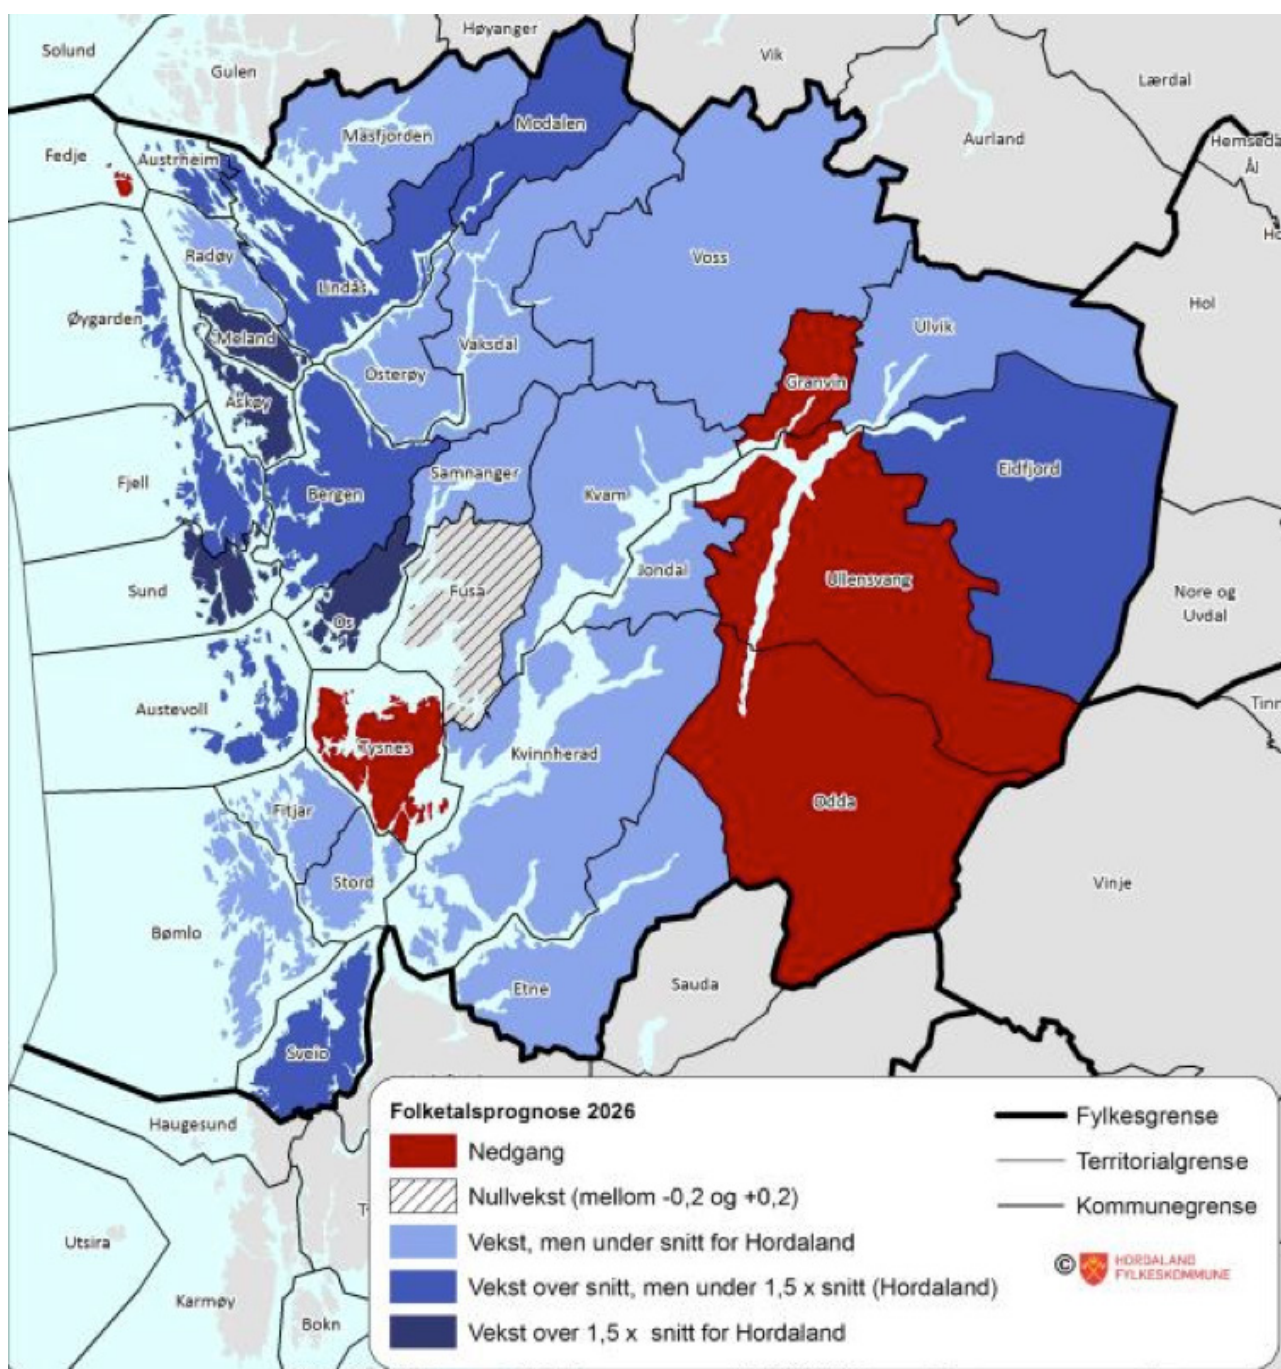 Solund
Høyanger
Gulen
Vik
Lærdal
Masfjorden
Modalen
Aurland
Hemseda
Ål
Fedje
Austrheim
Ho
Radøy
Voss
Lindås
Hol
Øygarden
Meland
Vaksdal
Ulvik
Osterøy
Granvin
Askøy
Fjell
Bergen
Samnanger
Kvam
Eidfjord
Sund
Fusa
Jondal
Ullensvang
Nore og
Uvdal
Os
Austevoll
Tinn
Tysnes
Kvinnherad
Odda
Fitjar
Stord
Vinje
Bømlo
Etne
Sauda
Sveio
Haugesund
T
Utsira
Karmøy
Bokn
Folketalsprognose 2026
Nedgang
Nullvekst (mellom -0,2 og +0,2)
Vekst, men under snitt for Hordaland
Vekst over snitt, men under 1,5 x snitt (Hordaland)
Vekst over 1,5 x snitt for Hordaland
Fylkesgrense
Territorialgrense
Kommunegrense
© HORDALAND
FYLKESKOMMUNE